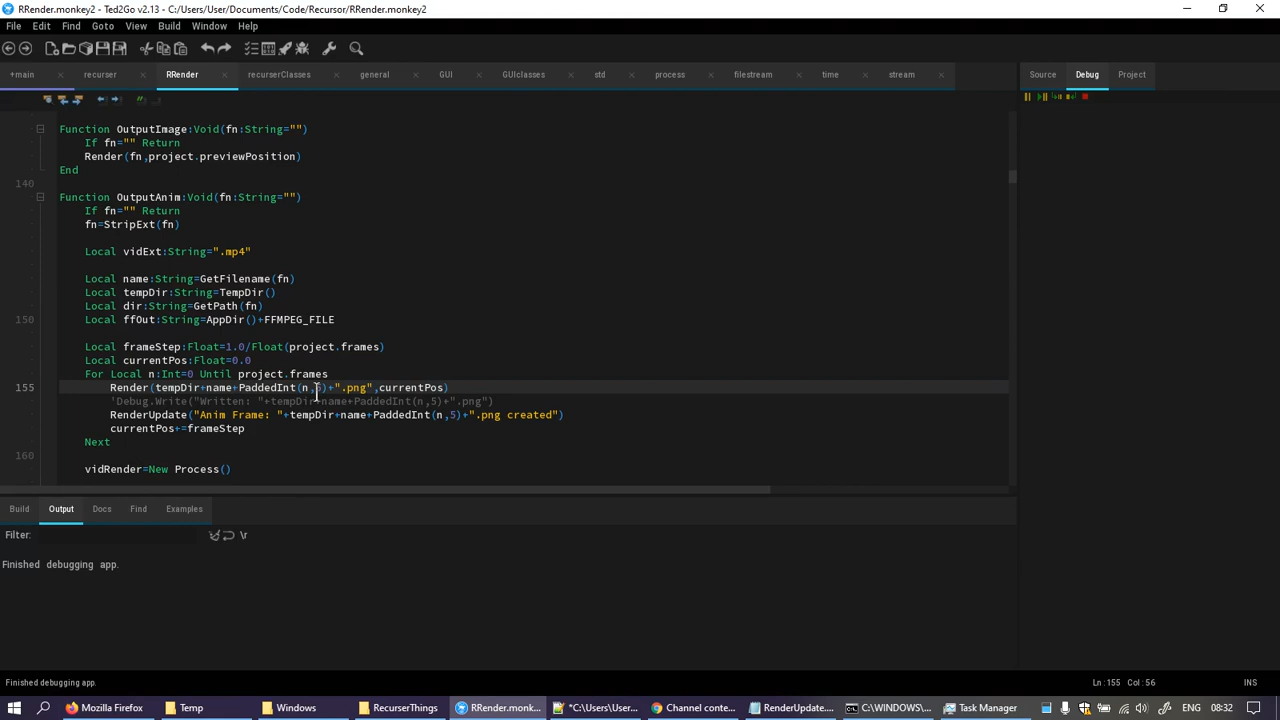 RRender.monkey2 - Ted2Go v2.13 - C:/Users/User/Documents/Code/Recursor/RRender.monkey2
File Edit Find Goto View Build Window Help
+main recurser RRender recurserClasses general GUI GUIclasses std process filestream time stream Source Debug Project
Function OutputImage:Void(fn:String="")
If fn="" Return
Render(fn,project.previewPosition)
End
140
Function OutputAnim:Void(fn:String="")
If fn="" Return
fn=StripExt(fn)
Local vidExt:String=".mp4"
Local name:String=GetFilename(fn)
Local tempDir:String=TempDir()
Local dir:String=GetPath(fn)
150 Local ffOut:String=AppDir()+FFMPEG_FILE
Local frameStep:Float=1.0/Float(project.frames)
Local currentPos:Float=0.0
For Local n:Int=0 Until project.frames
155 Render(tempDir+name+PaddedInt(n,5)+".png",currentPos)
'Debug.Write("Written: "+tempDir+name+PaddedInt(n,5)+".png")
RenderUpdate("Anim Frame: "+tempDir+name+PaddedInt(n,5)+".png created")
currentPos+=frameStep
Next
160
vidRender=New Process()
Build Output Docs Find Examples
Filter: \r
Finished debugging app.
Finished debugging app. Ln:155 Col:56 INS
Mozilla Firefox Temp Windows RecurserThings RRender.monk... *C:\Users\User... Channel conten... RenderUpdate.... C:\WINDOWS\... Task Manager ENG 08:32